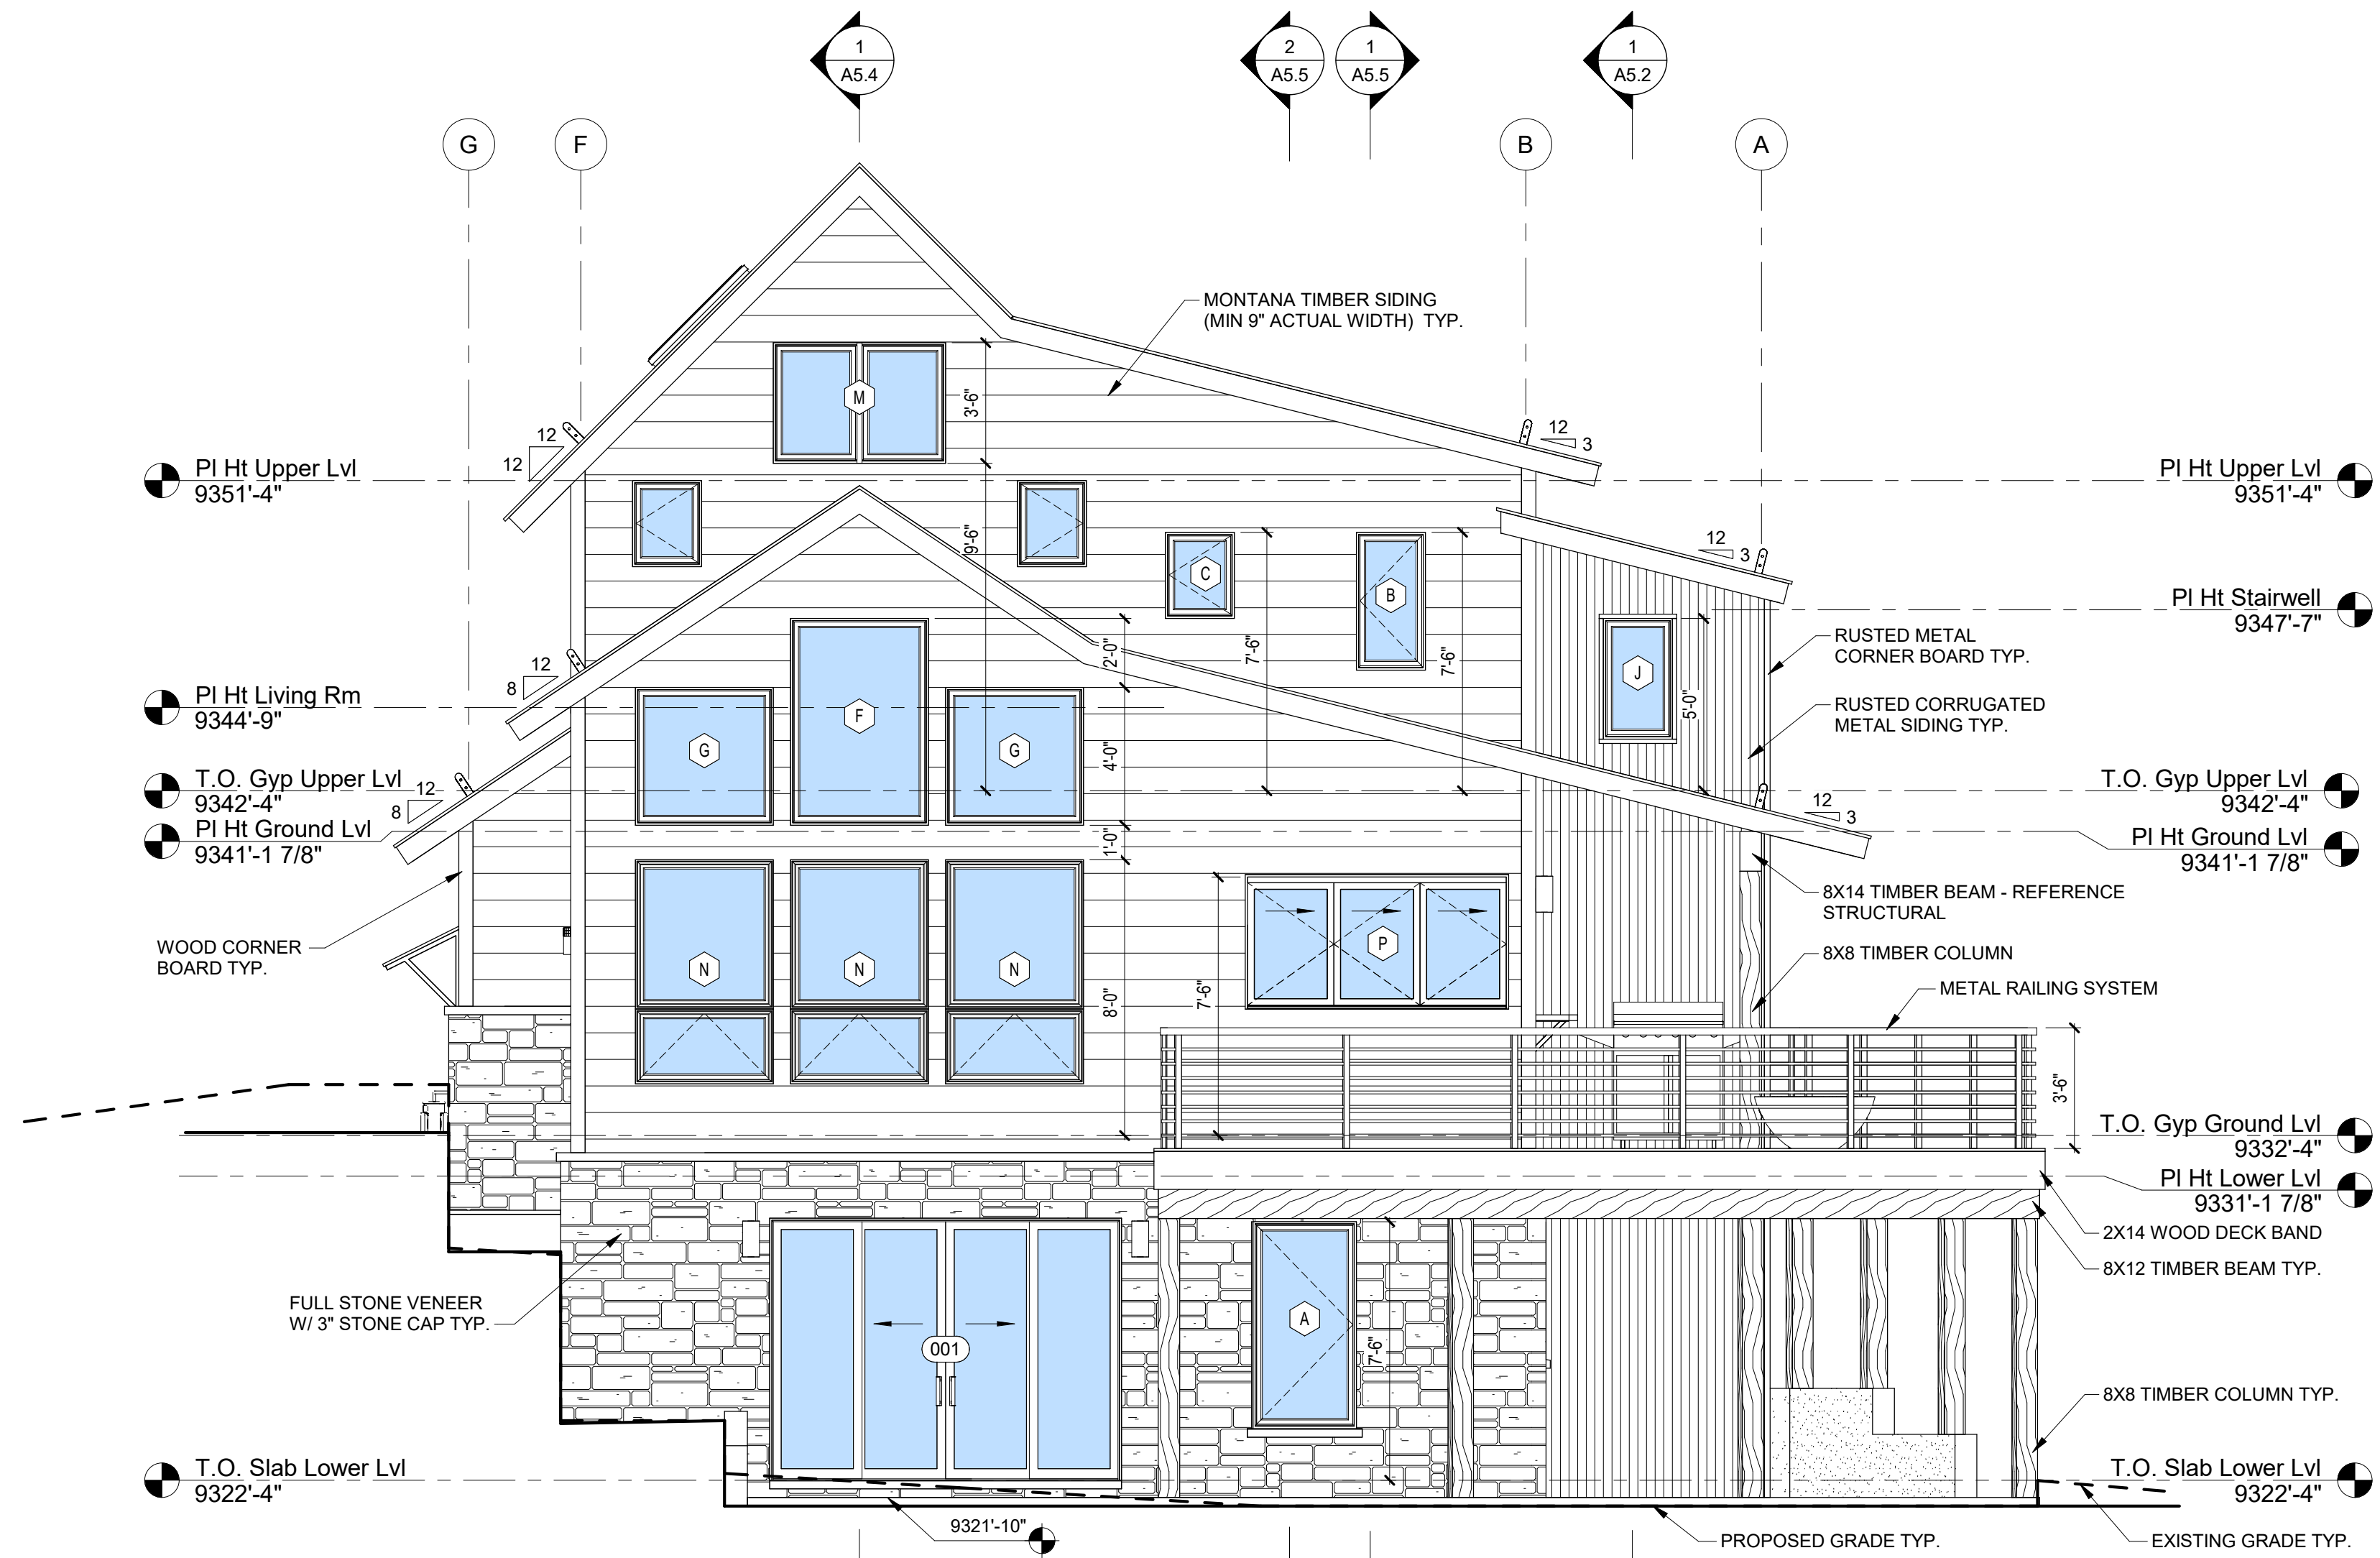 1
A5.4
2
A5.5
1
A5.5
1
A5.2
G
F
B
A
MONTANA TIMBER SIDING
(MIN 9" ACTUAL WIDTH) TYP.
M
3'-6"
12
12
12
3
Pl Ht Upper Lvl
9351'-4"
Pl Ht Upper Lvl
9351'-4"
9'-6"
12
3
C
B
Pl Ht Stairwell
9347'-7"
RUSTED METAL
CORNER BOARD TYP.
2'-0"
7'-6"
7'-6"
12
8
J
5'-0"
Pl Ht Living Rm
9344'-9"
F
G
G
RUSTED CORRUGATED
METAL SIDING TYP.
4'-0"
T.O. Gyp Upper Lvl
9342'-4"
12
8
T.O. Gyp Upper Lvl
9342'-4"
12
3
Pl Ht Ground Lvl
9341'-1 7/8"
1'-0"
Pl Ht Ground Lvl
9341'-1 7/8"
8X14 TIMBER BEAM - REFERENCE
STRUCTURAL
WOOD CORNER
BOARD TYP.
P
8X8 TIMBER COLUMN
N
N
N
METAL RAILING SYSTEM
8'-0"
7'-6"
3'-6"
T.O. Gyp Ground Lvl
9332'-4"
Pl Ht Lower Lvl
9331'-1 7/8"
2X14 WOOD DECK BAND
8X12 TIMBER BEAM TYP.
FULL STONE VENEER
W/ 3" STONE CAP TYP.
A
001
7'-6"
8X8 TIMBER COLUMN TYP.
T.O. Slab Lower Lvl
9322'-4"
T.O. Slab Lower Lvl
9322'-4"
9321'-10"
PROPOSED GRADE TYP.
EXISTING GRADE TYP.